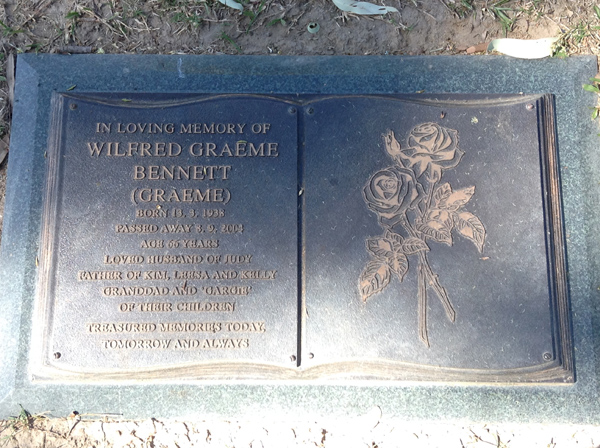 IN LOVING MEMORY OF
WILFRED GRAEME
BENNETT
(GRAEME)
BORN 13. 3. 1938
PASSED AWAY 3. 9. 2004
AGE 66 YEARS
LOVED HUSBAND OF JUDY
FATHER OF KIM, LEESA AND KELLY
GRANDDAD AND 'GARGIE'
OF THEIR CHILDREN
TREASURED MEMORIES TODAY,
TOMORROW AND ALWAYS